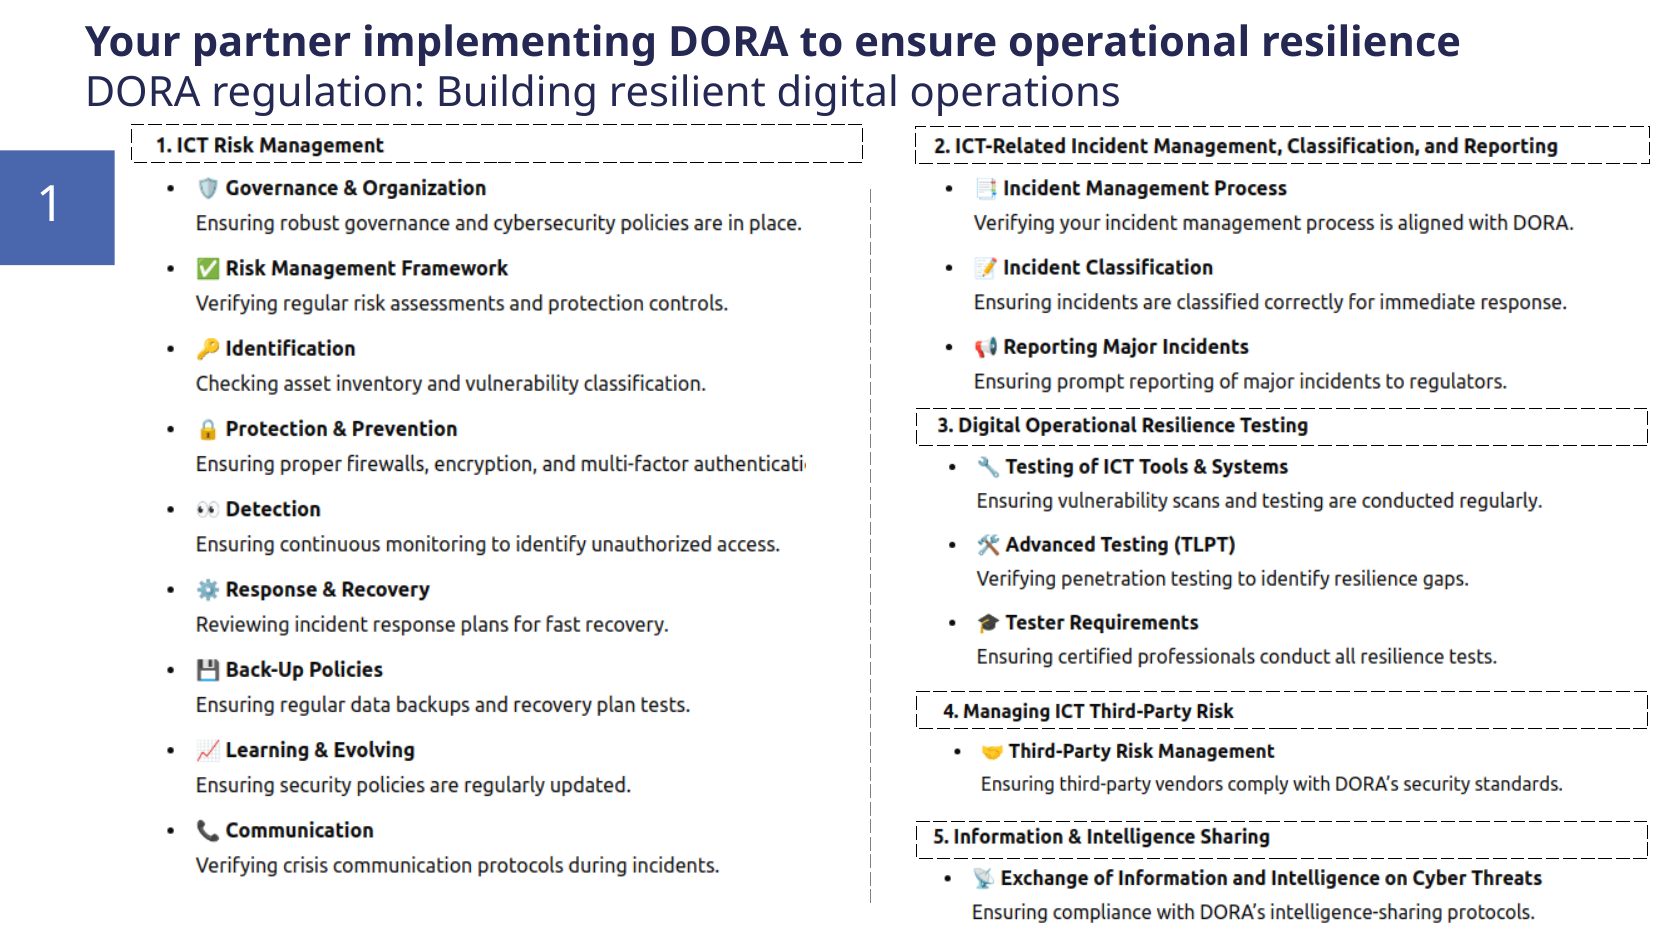 Your partner implementing DORA to ensure operational resilience
DORA regulation: Building resilient digital operations
1
1. ICT Risk Management
• 🛡️ Governance & Organization
Ensuring robust governance and cybersecurity policies are in place.
• ✅ Risk Management Framework
Verifying regular risk assessments and protection controls.
• 🔑 Identification
Checking asset inventory and vulnerability classification.
• 🔒 Protection & Prevention
Ensuring proper firewalls, encryption, and multi-factor authenticati
• 👀 Detection
Ensuring continuous monitoring to identify unauthorized access.
• ⚙️ Response & Recovery
Reviewing incident response plans for fast recovery.
• 💾 Back-Up Policies
Ensuring regular data backups and recovery plan tests.
• 📈 Learning & Evolving
Ensuring security policies are regularly updated.
• 📞 Communication
Verifying crisis communication protocols during incidents.
2. ICT-Related Incident Management, Classification, and Reporting
• 📑 Incident Management Process
Verifying your incident management process is aligned with DORA.
• 📝 Incident Classification
Ensuring incidents are classified correctly for immediate response.
• 📢 Reporting Major Incidents
Ensuring prompt reporting of major incidents to regulators.
3. Digital Operational Resilience Testing
• 🔧 Testing of ICT Tools & Systems
Ensuring vulnerability scans and testing are conducted regularly.
• 🛠️ Advanced Testing (TLPT)
Verifying penetration testing to identify resilience gaps.
• 🎓 Tester Requirements
Ensuring certified professionals conduct all resilience tests.
4. Managing ICT Third-Party Risk
• 🤝 Third-Party Risk Management
Ensuring third-party vendors comply with DORA’s security standards.
5. Information & Intelligence Sharing
• 📡 Exchange of Information and Intelligence on Cyber Threats
Ensuring compliance with DORA’s intelligence-sharing protocols.